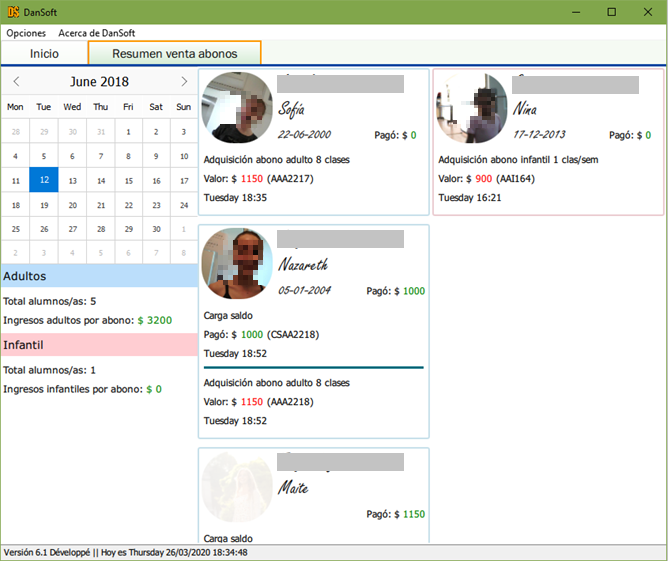 DS DanSoft
Opciones Acerca de DanSoft
Inicio Resumen venta abonos
June 2018
Mon Tue Wed Thu Fri Sat Sun
28 29 30 31 1 2 3
4 5 6 7 8 9 10
11 12 13 14 15 16 17
18 19 20 21 22 23 24
25 26 27 28 29 30 1
2 3 4 5 6 7 8
Adultos
Total alumnos/as: 5
Ingresos adultos por abono: $ 3200
Infantil
Total alumnos/as: 1
Ingresos infantiles por abono: $ 0
Sofía
22-06-2000
Pagó: $ 0
Adquisición abono adulto 8 clases
Valor: $ 1150 (AAA2217)
Tuesday 18:35
Nazareth
05-01-2004
Pagó: $ 1000
Carga saldo
Pagó: $ 1000 (CSAA2218)
Tuesday 18:52
Adquisición abono adulto 8 clases
Valor: $ 1150 (AAA2218)
Tuesday 18:52
Maite
Pagó: $ 1150
Carga saldo
Nina
17-12-2013
Pagó: $ 0
Adquisición abono infantil 1 clas/sem
Valor: $ 900 (AAI164)
Tuesday 16:21
Versión 6.1 Développé || Hoy es Thursday 26/03/2020 18:34:48